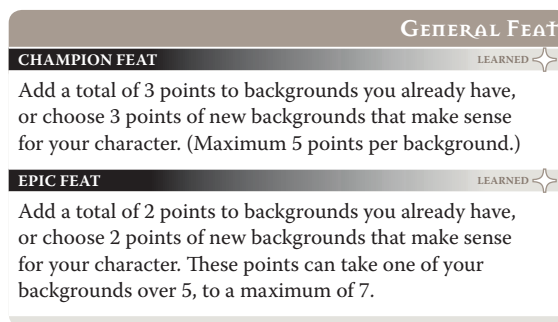 GENERAL FEAT
CHAMPION FEAT LEARNED
Add a total of 3 points to backgrounds you already have,
or choose 3 points of new backgrounds that make sense
for your character. (Maximum 5 points per background.)
EPIC FEAT LEARNED
Add a total of 2 points to backgrounds you already have,
or choose 2 points of new backgrounds that make sense
for your character. These points can take one of your
backgrounds over 5, to a maximum of 7.